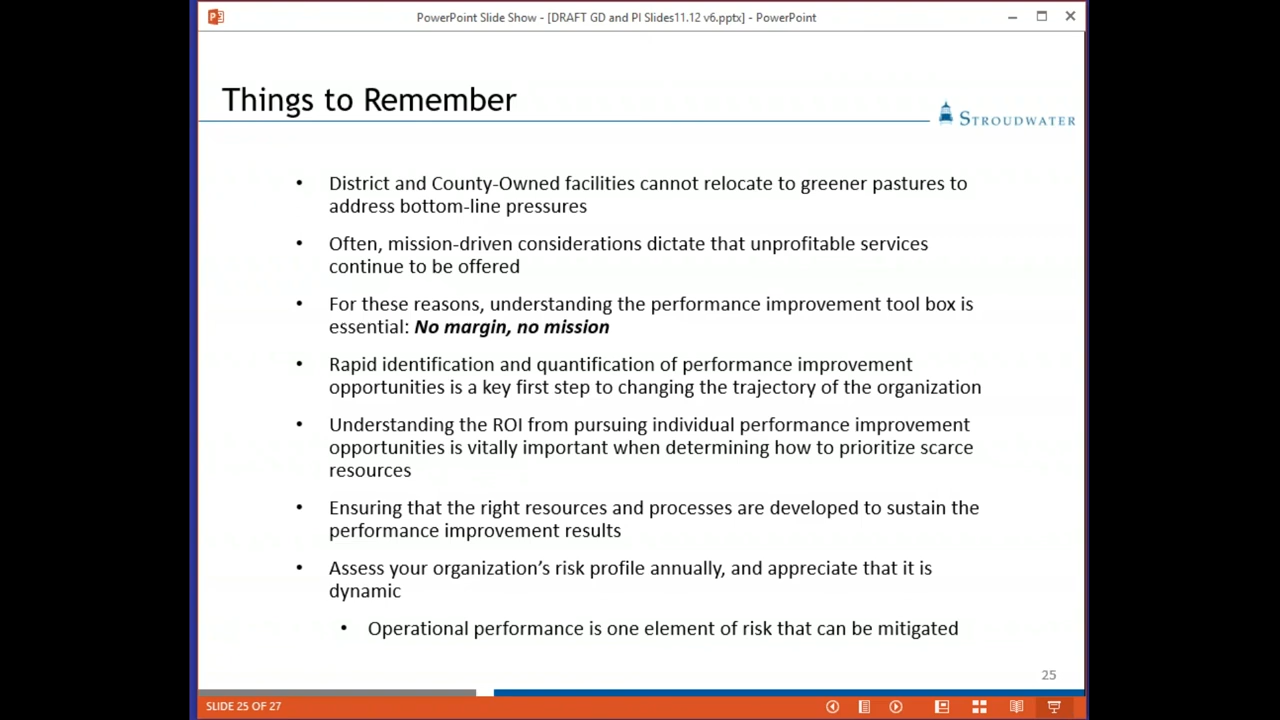 PowerPoint Slide Show - [DRAFT GD and PI Slides11.12 v6.pptx] - PowerPoint
Things to Remember
STROUDWATER
• District and County-Owned facilities cannot relocate to greener pastures to
address bottom-line pressures
• Often, mission-driven considerations dictate that unprofitable services
continue to be offered
• For these reasons, understanding the performance improvement tool box is
essential: No margin, no mission
• Rapid identification and quantification of performance improvement
opportunities is a key first step to changing the trajectory of the organization
• Understanding the ROI from pursuing individual performance improvement
opportunities is vitally important when determining how to prioritize scarce
resources
• Ensuring that the right resources and processes are developed to sustain the
performance improvement results
• Assess your organization’s risk profile annually, and appreciate that it is
dynamic
• Operational performance is one element of risk that can be mitigated
25
SLIDE 25 OF 27